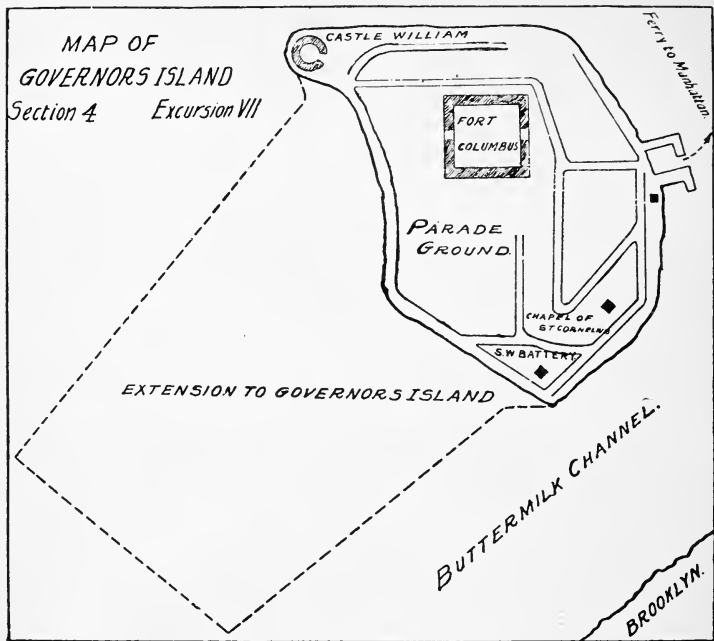 MAP OF
GOVERNORS ISLAND
Section 4 Excursion VII
CASTLE WILLIAM
Ferry to Manhattan.
FORT
COLUMBUS
PARADE
GROUND.
CHAPEL OF
ST CORNELIUS
S.W BATTERY
EXTENSION TO GOVERNORS ISLAND
BUTTERMILK CHANNEL.
BROOKLYN.